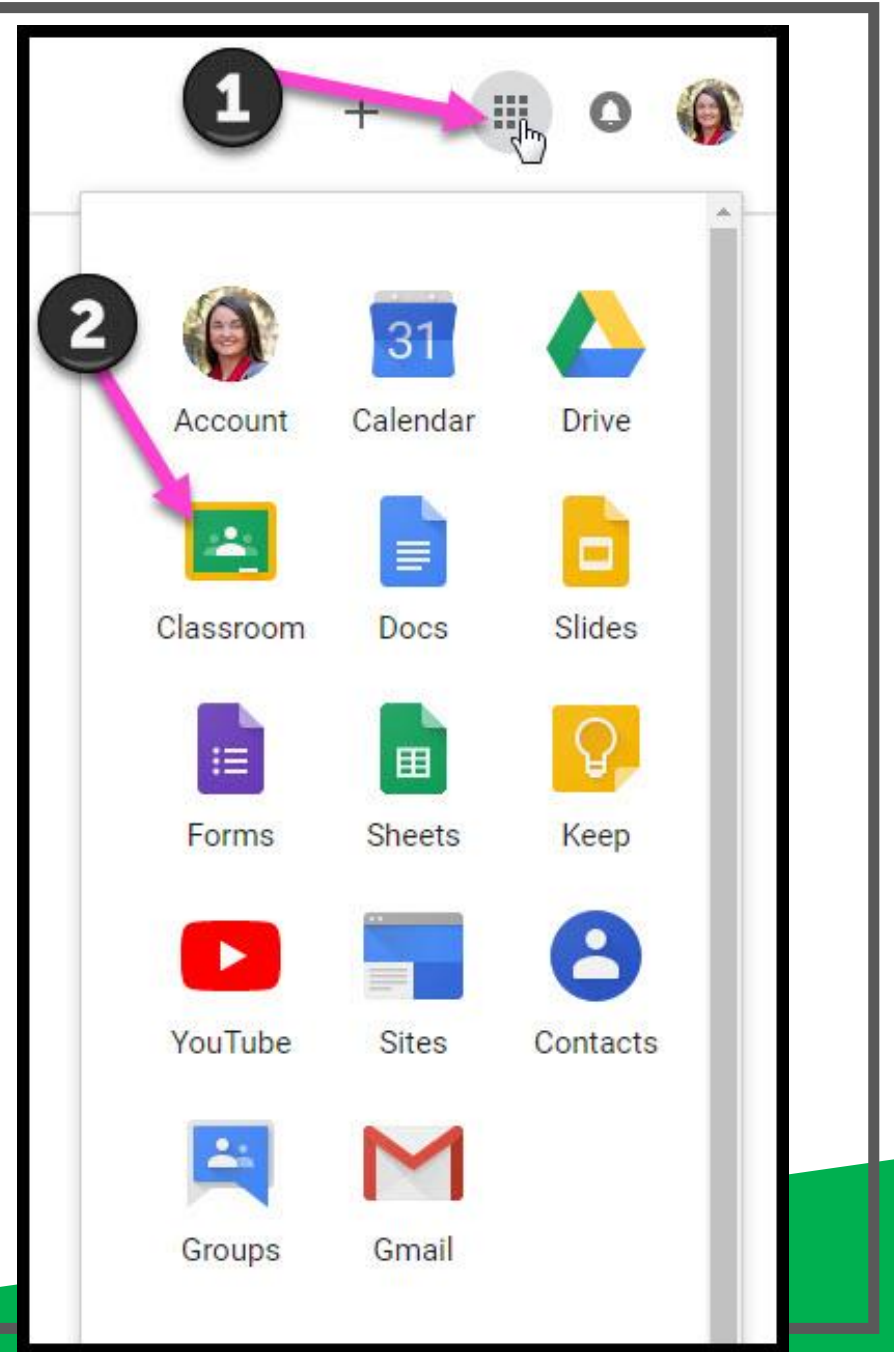 1
2
31
Account Calendar Drive
Classroom Docs Slides
Forms Sheets Keep
YouTube Sites Contacts
Groups Gmail